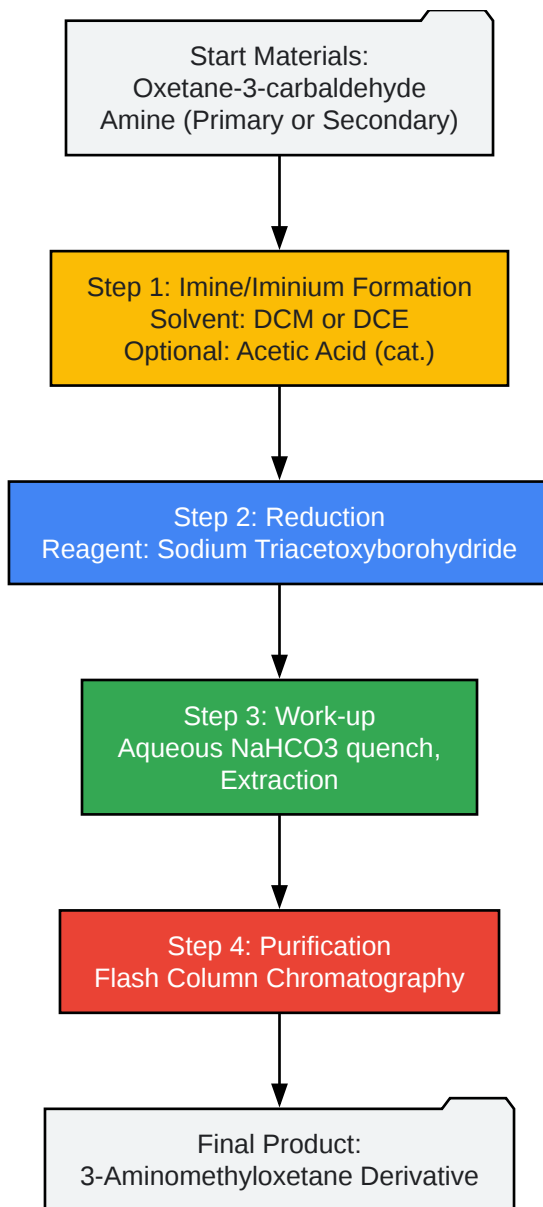 Start Materials:
Oxetane-3-carbaldehyde
Amine (Primary or Secondary)
Step 1: Imine/Iminium Formation
Solvent: DCM or DCE
Optional: Acetic Acid (cat.)
Step 2: Reduction
Reagent: Sodium Triacetoxyborohydride
Step 3: Work-up
Aqueous NaHCO3 quench,
Extraction
Step 4: Purification
Flash Column Chromatography
Final Product:
3-Aminomethyloxetane Derivative